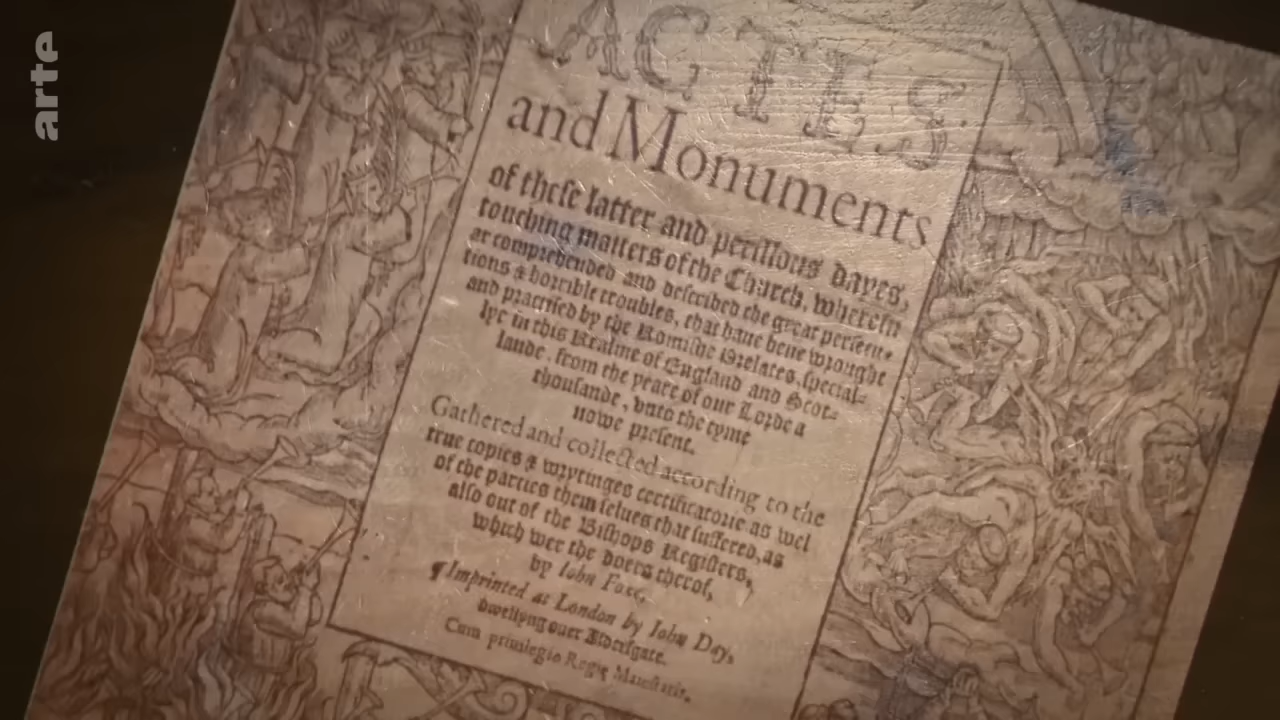 arte
ACTES
and Monuments
of these latter and perillous dayes,
touching matters of the Church, wherein
ar comprehended and described the great persecu-
tions & horrible troubles, that haue bene wrought
and practised by the Romishe Prelates, special-
lye in this Realme of England and Scot-
lande, from the yeare of our Lorde a
thousande, vnto the tyme
nowe present.
Gathered and collected according to the
true copies & wrytinges certificatorie, as wel
of the parties them selues that suffered, as
also out of the Bishops Registers,
which wer the doers therof,
by Iohn Foxe.
¶ Imprinted at London by Iohn Day,
dwellyng ouer Aldersgate.
Cum priuilegio Regię Maiestatis.